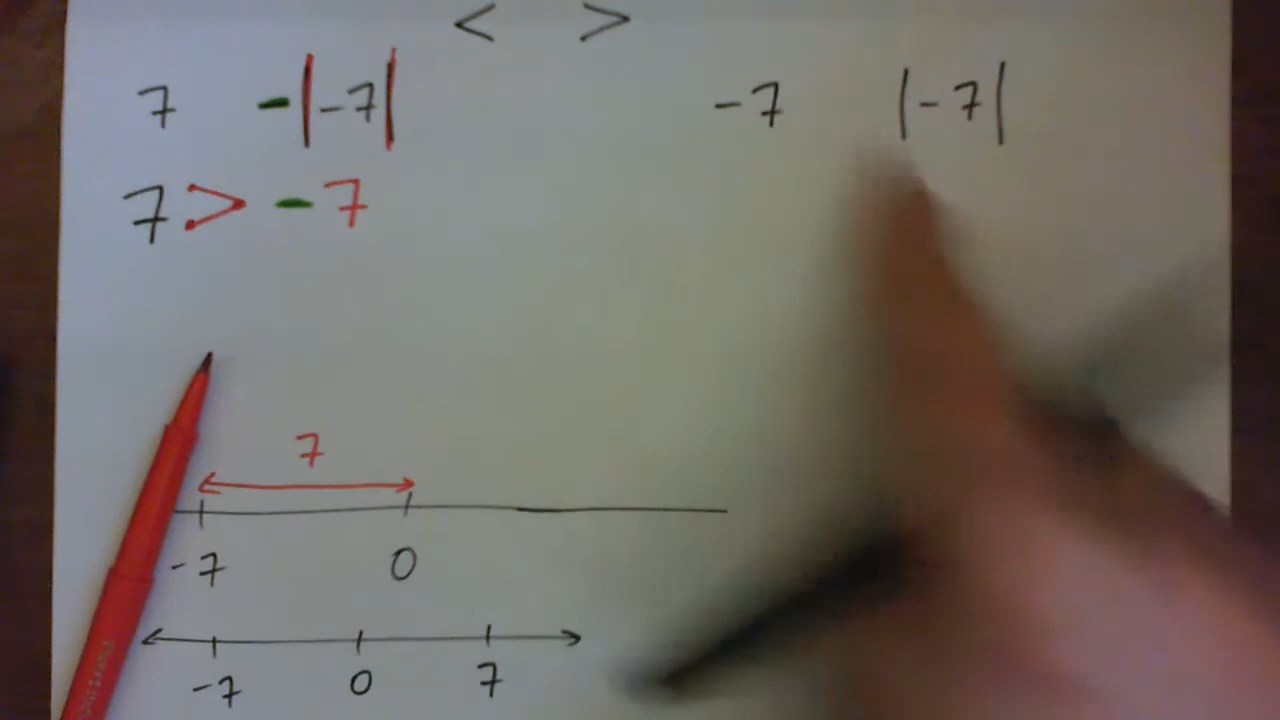 < >
7 -|-7| -7 |-7|
7 > -7
7
-7 0
-7 0 7